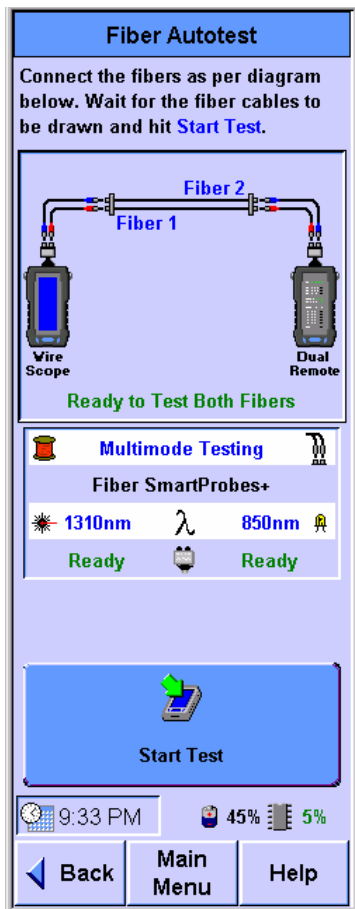 Fiber Autotest
Connect the fibers as per diagram
below. Wait for the fiber cables to
be drawn and hit Start Test.
Fiber 2
Fiber 1
Wire
Scope
Dual
Remote
Ready to Test Both Fibers
Multimode Testing
Fiber SmartProbes+
1310nm λ 850nm
Ready Ready
Start Test
9:33 PM 45% 5%
Back
Main
Menu
Help